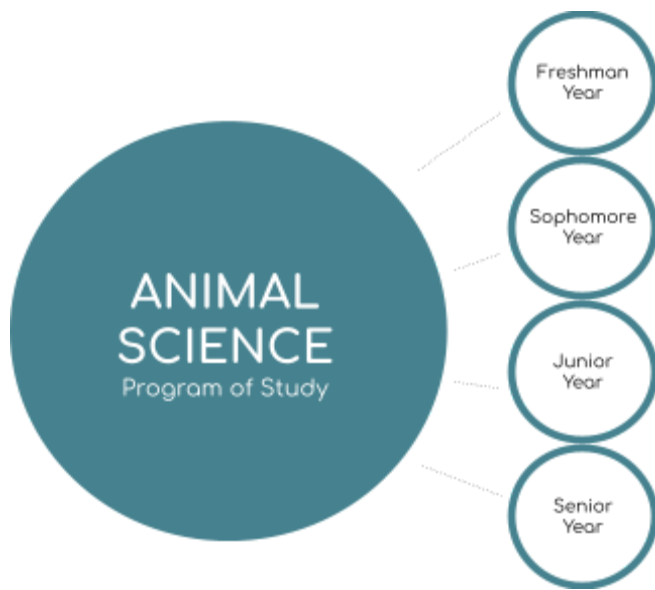 ANIMAL
SCIENCE
Program of Study
Freshman
Year
Sophomore
Year
Junior
Year
Senior
Year